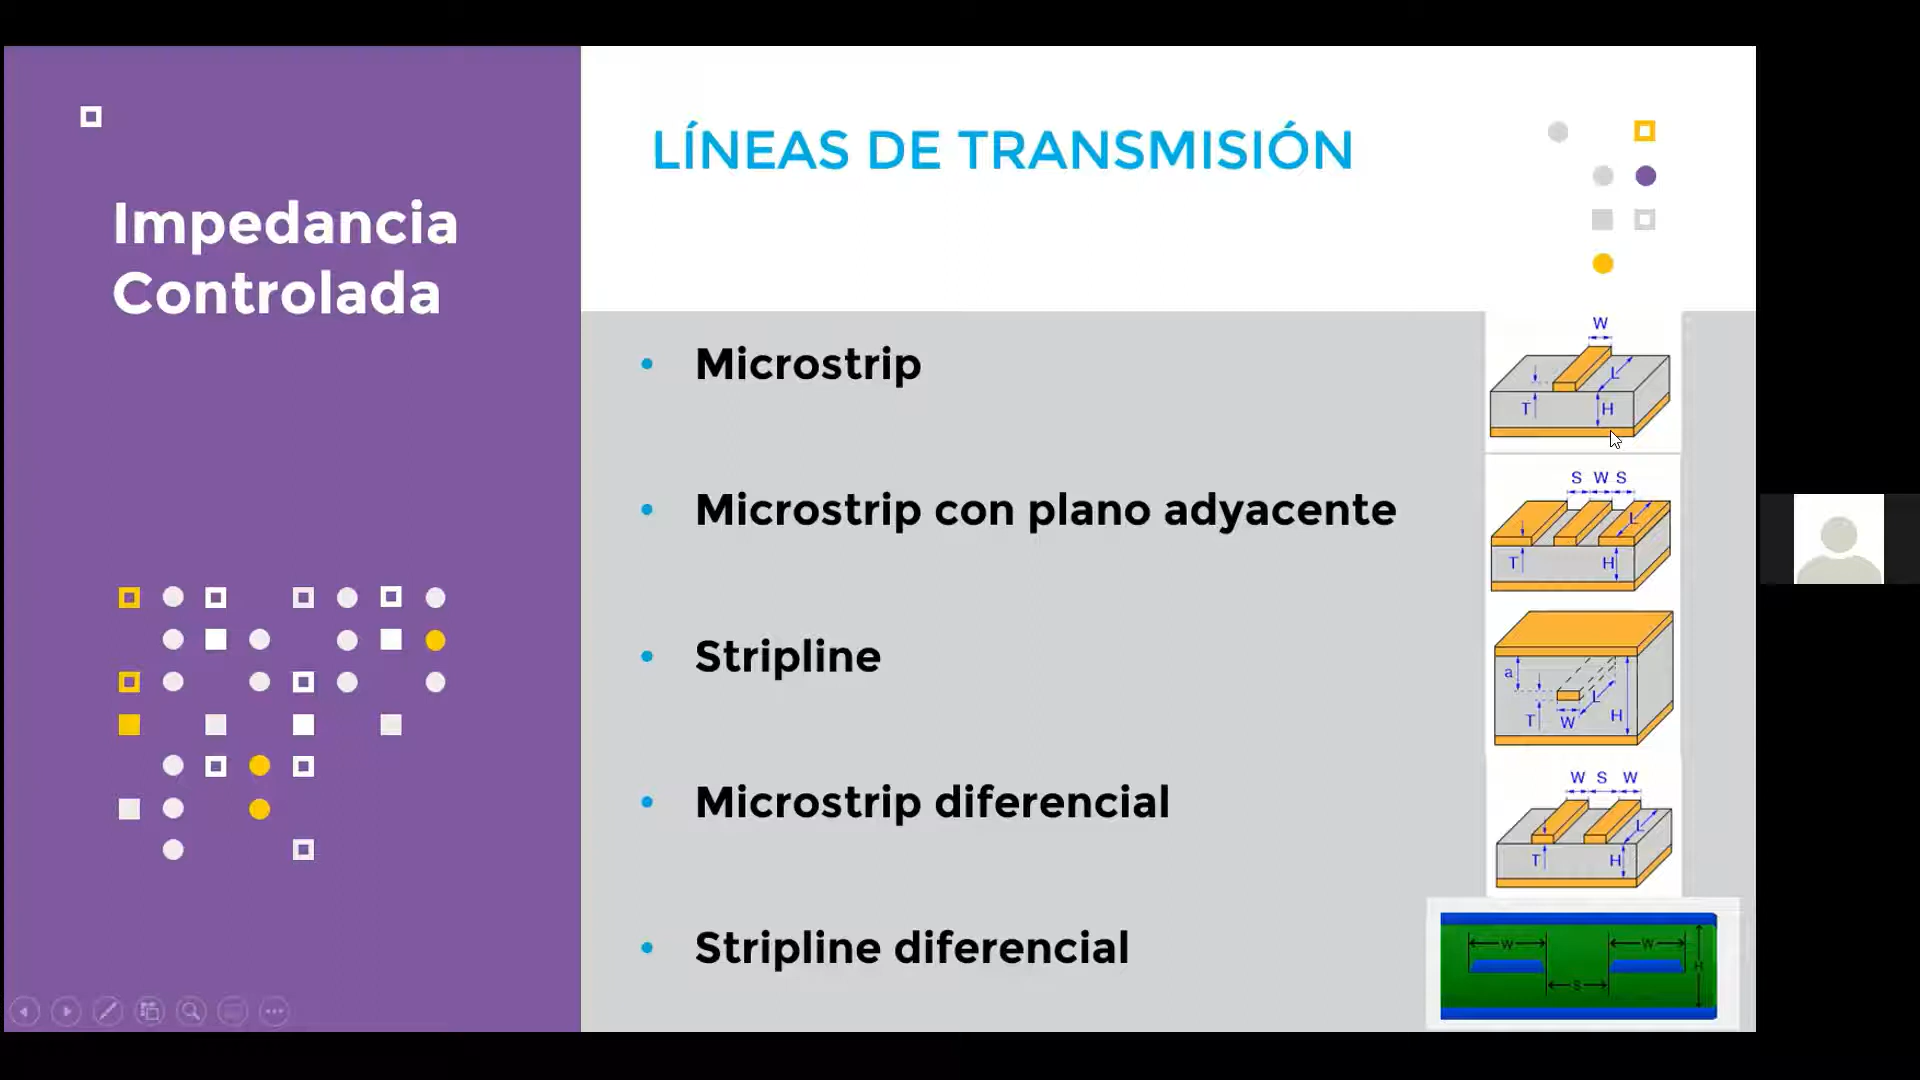 Impedancia
Controlada
LÍNEAS DE TRANSMISIÓN
• Microstrip
W
L
T
H
• Microstrip con plano adyacente
S W S
L
T
H
• Stripline
a
L
T
W
H
• Microstrip diferencial
W S W
L
T
H
• Stripline diferencial
W
W
H
S